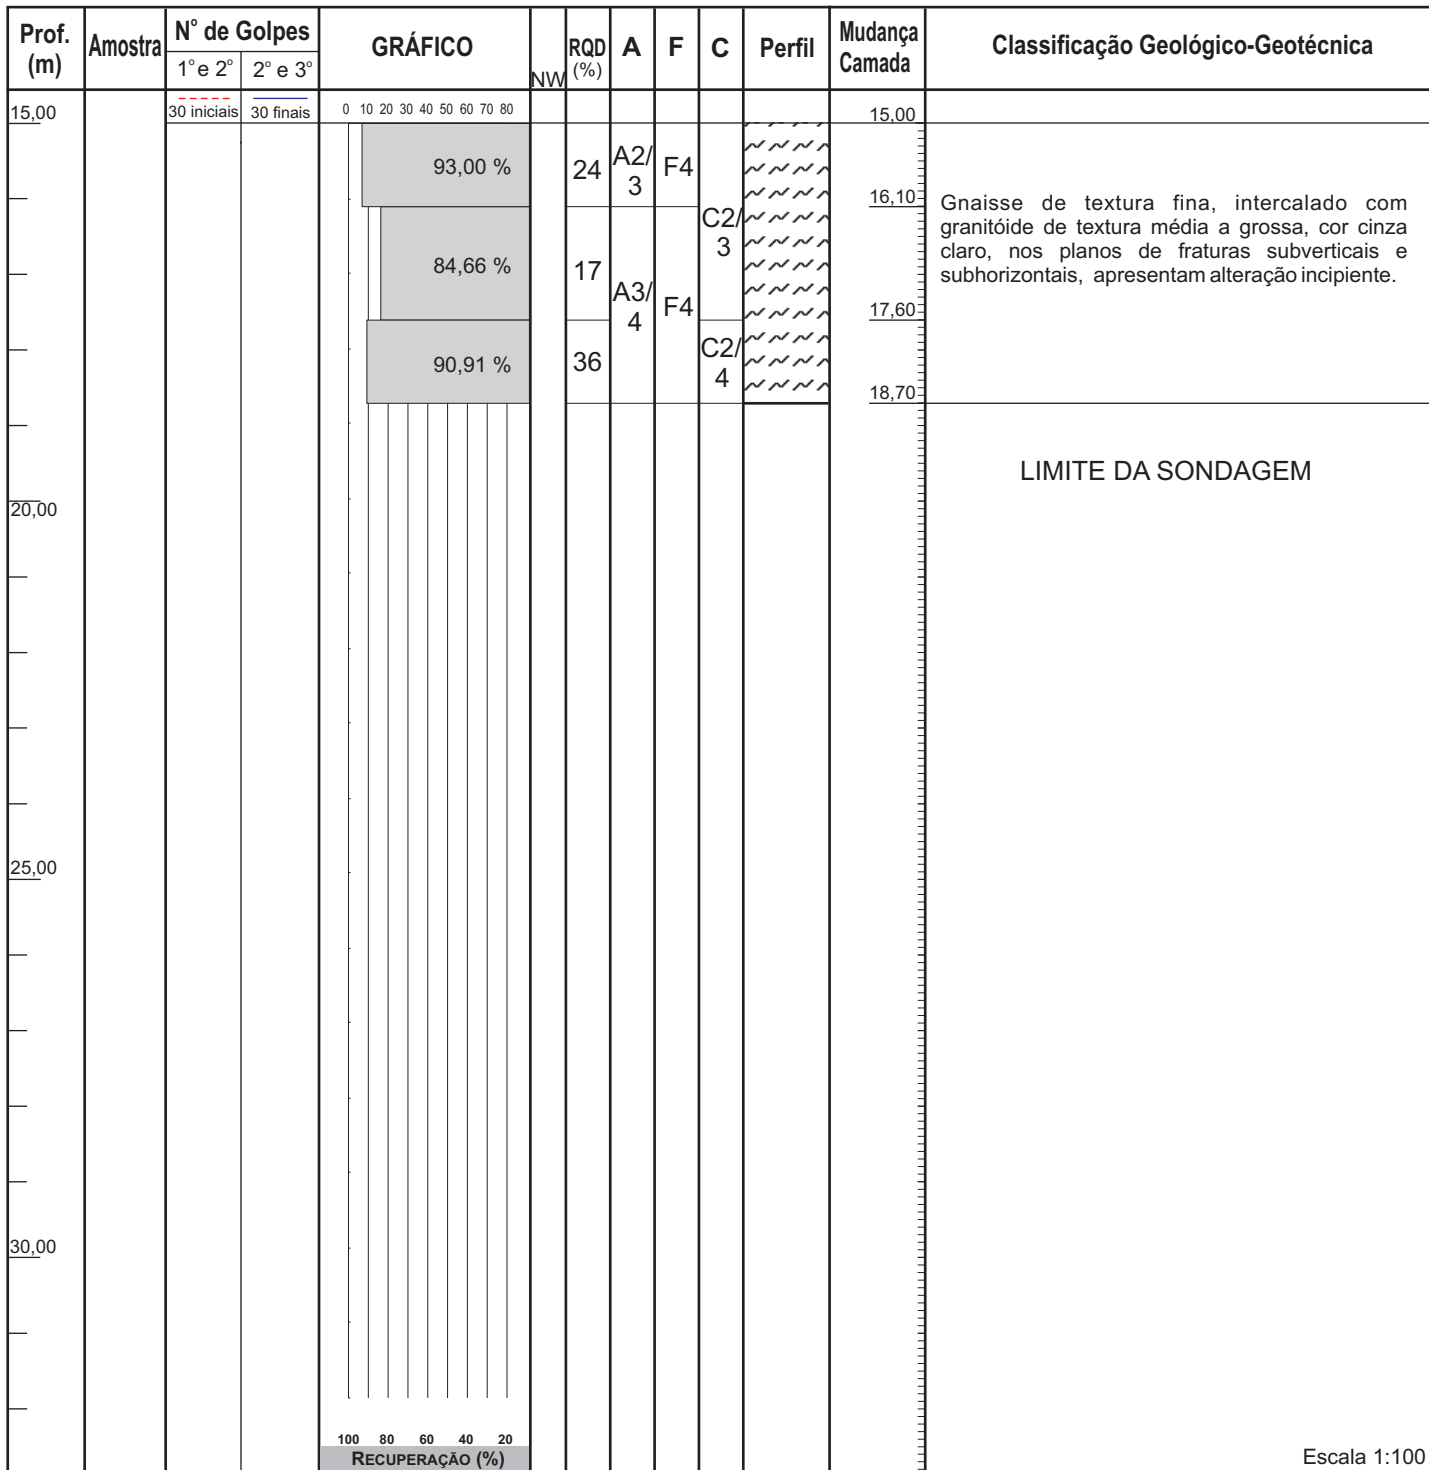 Prof. (m)
Amostra
N° de Golpes
1° e 2°
2° e 3°
30 iniciais
30 finais
GRÁFICO
NW
RQD (%)
A
F
C
Perfil
Mudança Camada
Classificação Geológico-Geotécnica
0 10 20 30 40 50 60 70 80
15,00
15,00
93,00 %
24
A2/
3
F4
16,10
C2/
3
84,66 %
17
A3/
4
F4
17,60
90,91 %
36
C2/
4
18,70
Gnaisse de textura fina, intercalado com
granitóide de textura média a grossa, cor cinza
claro, nos planos de fraturas subverticais e
subhorizontais, apresentam alteração incipiente.
LIMITE DA SONDAGEM
20,00
25,00
30,00
100 80 60 40 20
RECUPERAÇÃO (%)
Escala 1:100